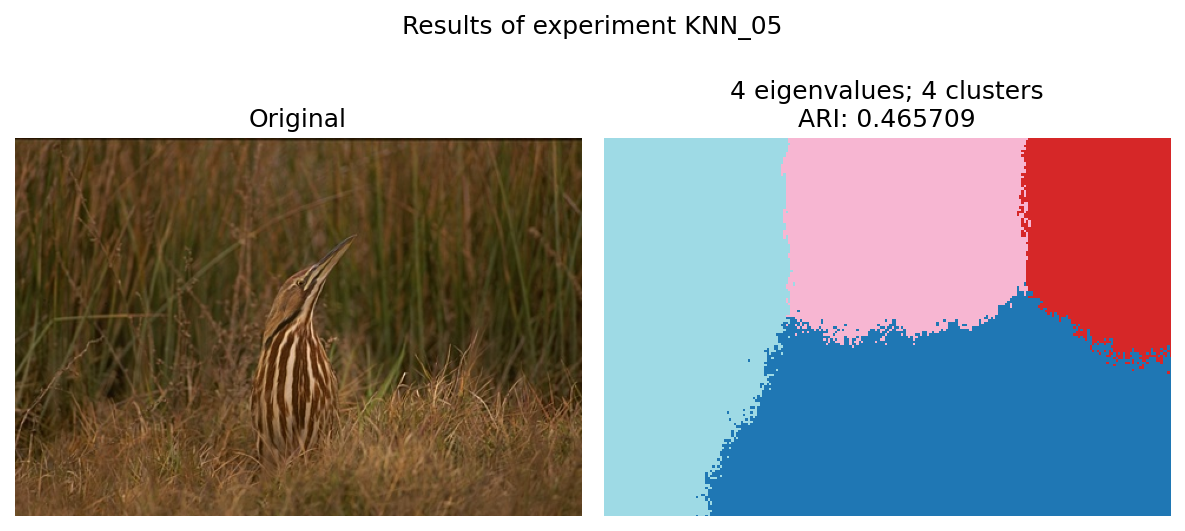 Results of experiment KNN_05
Original
4 eigenvalues; 4 clusters
ARI: 0.465709